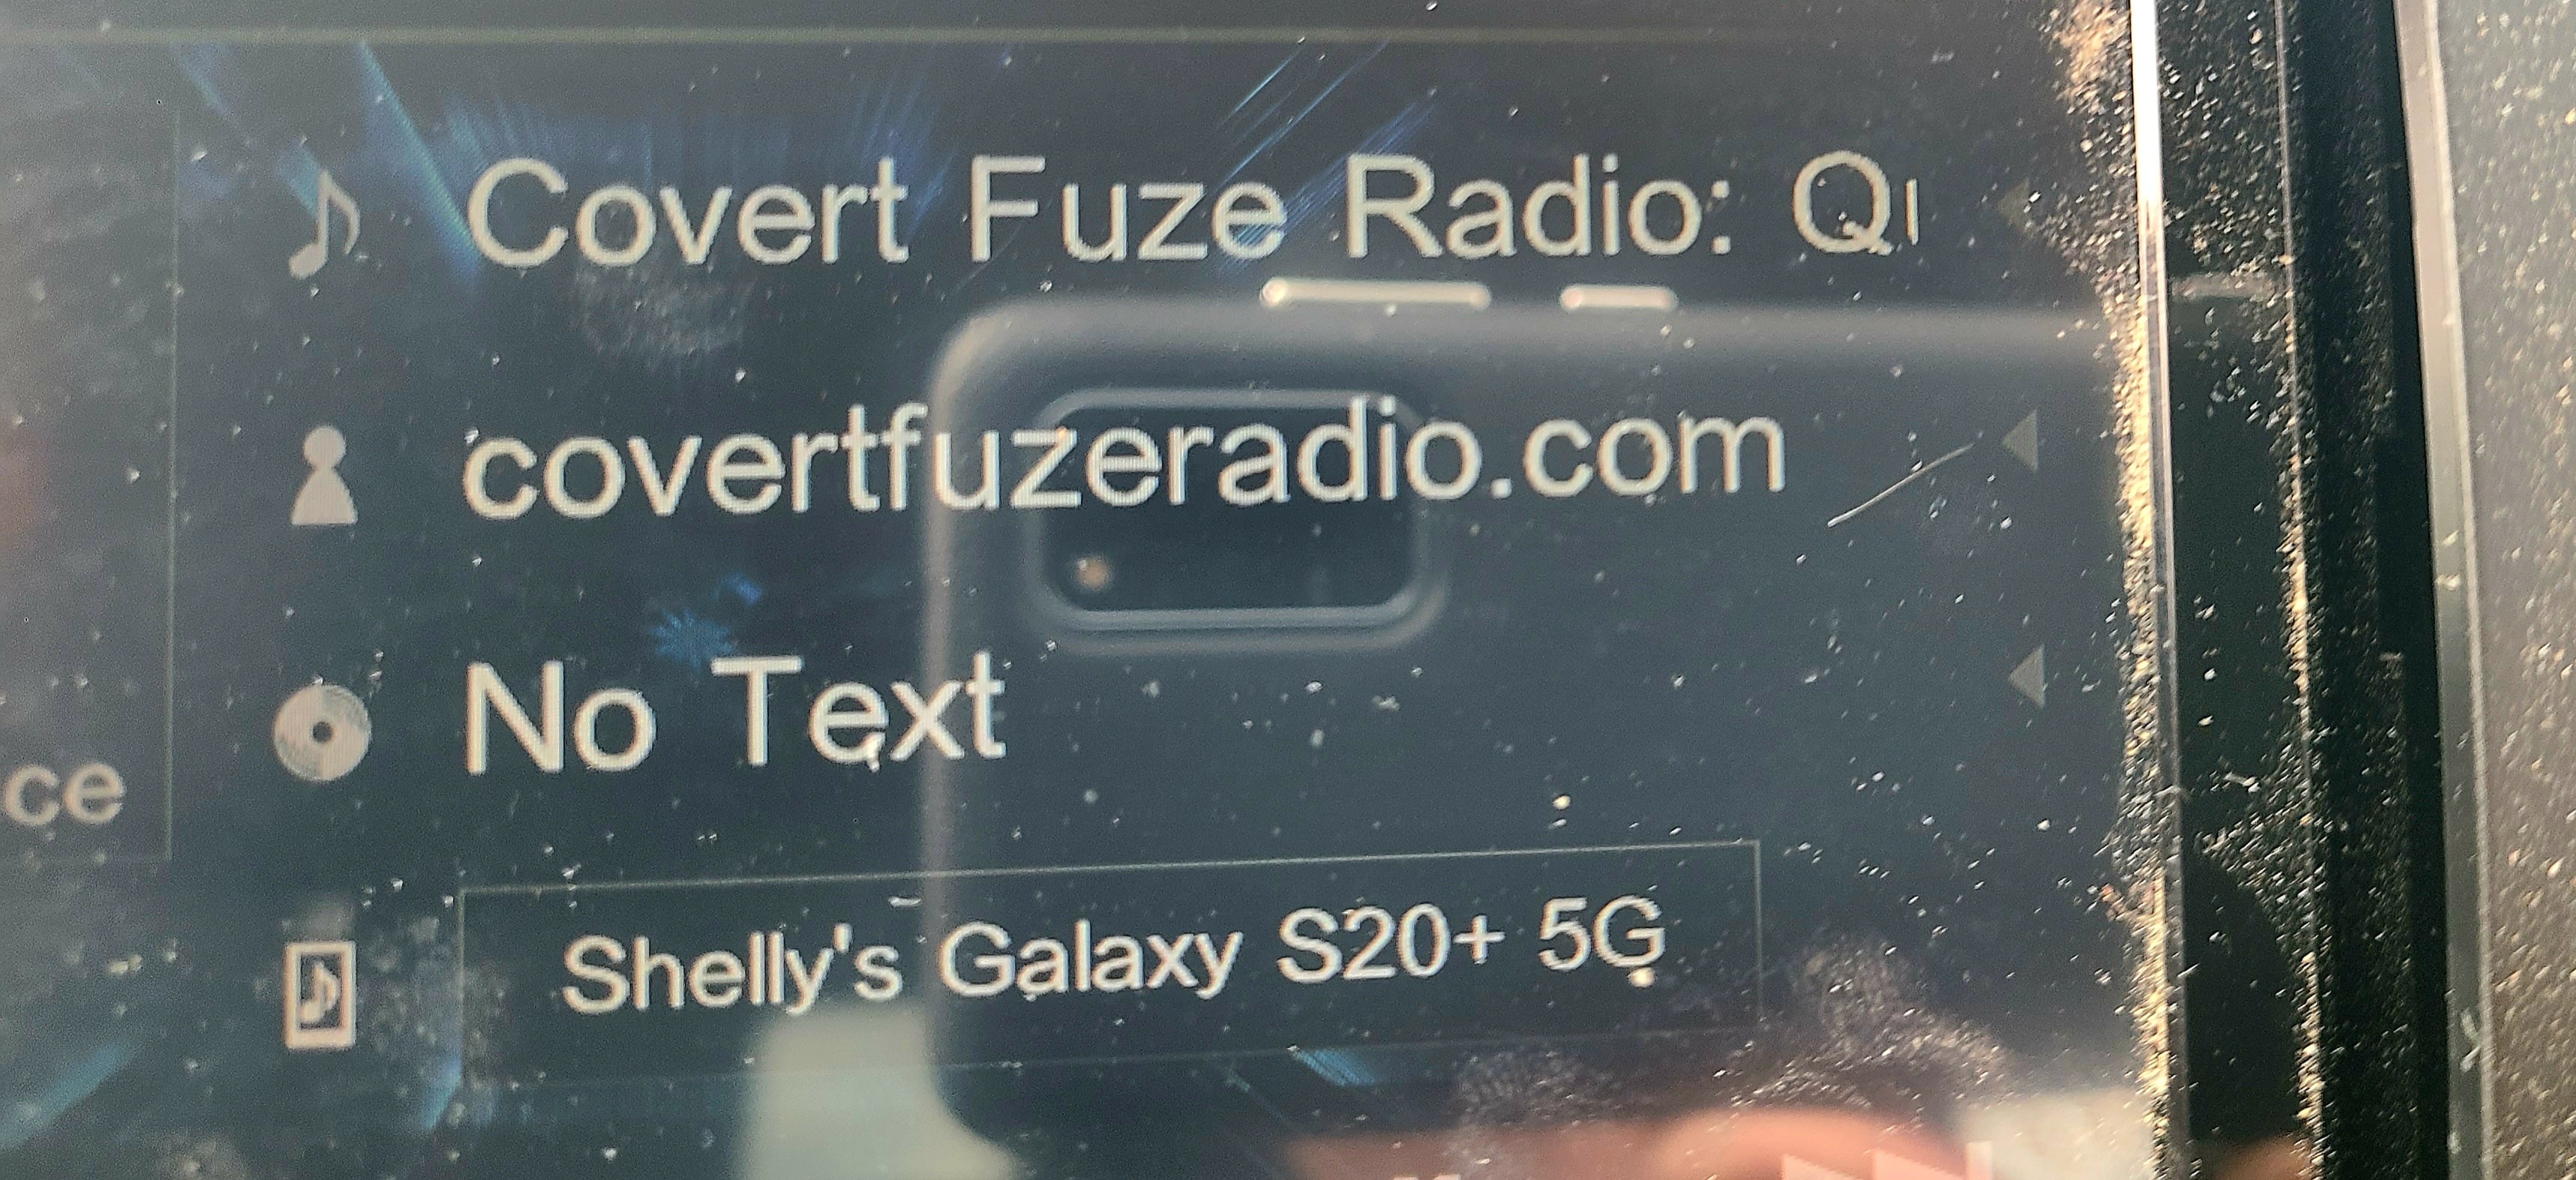 Covert Fuze Radio:
covertfuzeradio.com
No Text
ce
Shelly's Galaxy S20+ 5G